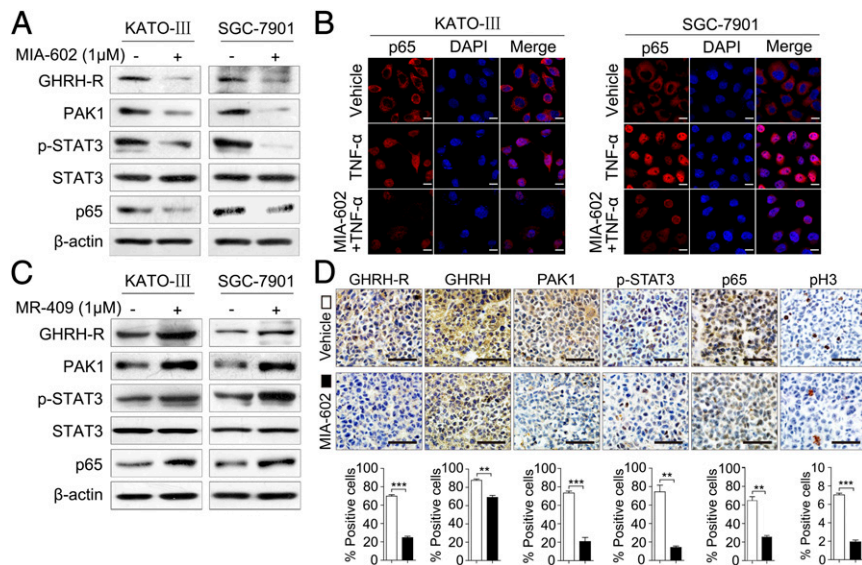 A
KATO-III SGC-7901
MIA-602 (1μM) - + - +
GHRH-R
PAK1
p-STAT3
STAT3
p65
β-actin
B
KATO-III SGC-7901
p65 DAPI Merge p65 DAPI Merge
Vehicle Vehicle
TNF-α TNF-α
MIA-602 MIA-602
+TNF-α +TNF-α
C
KATO-III SGC-7901
MR-409 (1μM) - + - +
GHRH-R
PAK1
p-STAT3
STAT3
p65
β-actin
D
GHRH-R GHRH PAK1 p-STAT3 p65 pH3
Vehicle
MIA-602
% Positive cells
100
80
60
40
20
0
***
% Positive cells
100
80
60
40
20
0
**
% Positive cells
100
80
60
40
20
0
***
% Positive cells
100
80
60
40
20
0
**
% Positive cells
100
80
60
40
20
0
**
% Positive cells
10
8
6
4
2
0
***